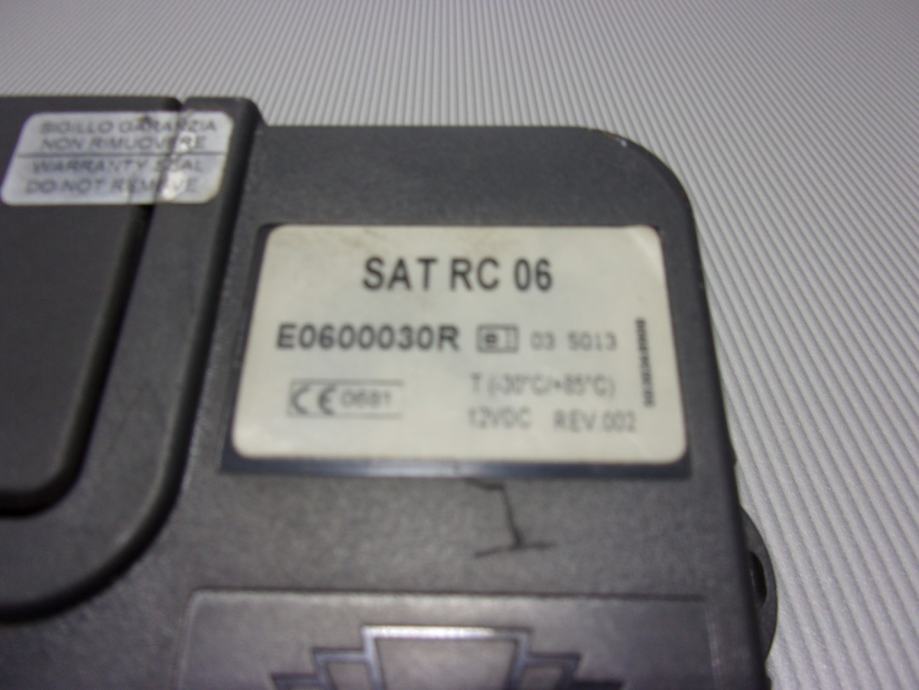 SIGILLO GARANZIA
NON RIMUOVERE
WARRANTY SEAL
DO NOT REMOVE
SAT RC 06
E0600030R e 03 5013
CE 0681 T (-30°C/+85°C)
12VDC REV.002